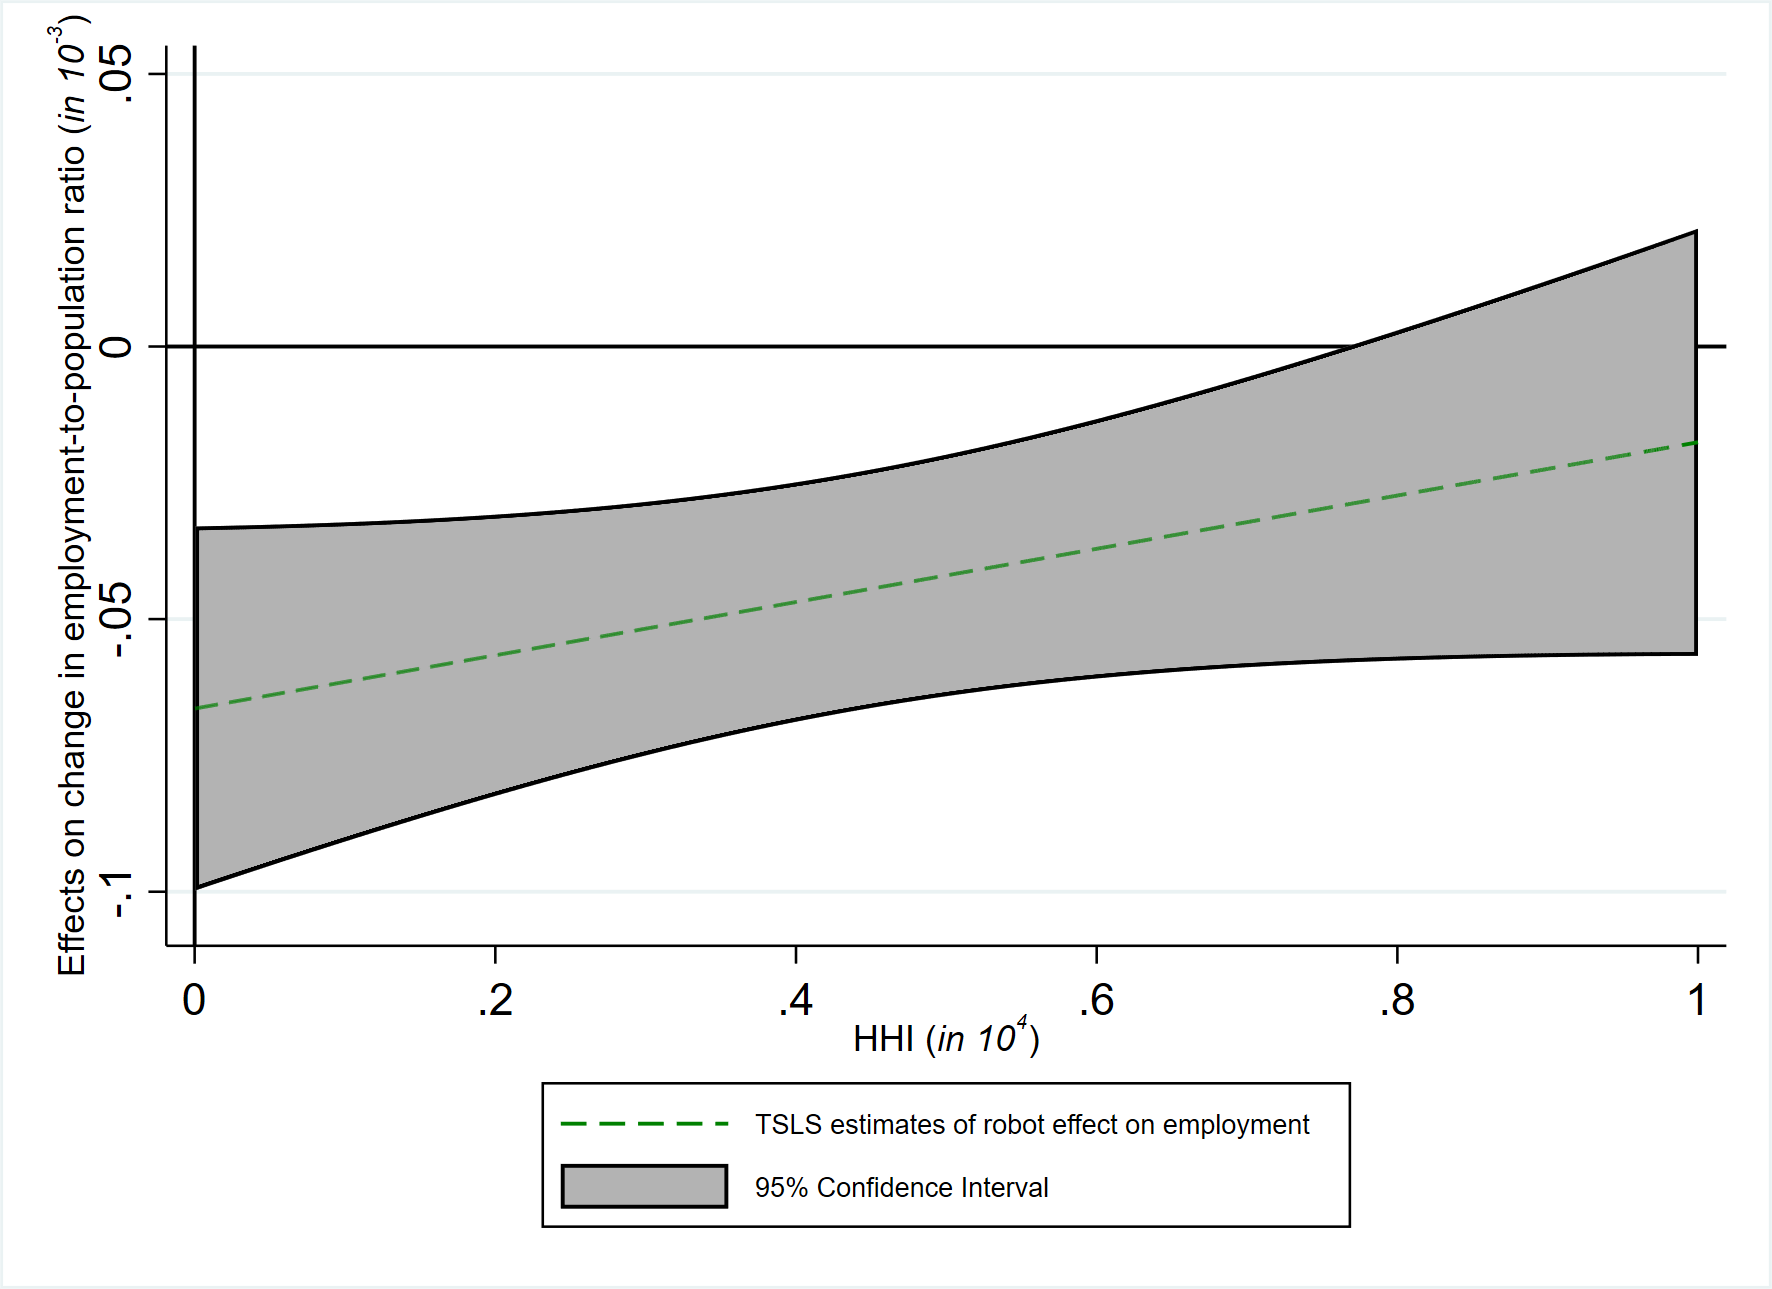 Effects on change in employment-to-population ratio (in 10-3)
.05
0
-.05
-.1
0 .2 .4 .6 .8 1
HHI (in 104)
TSLS estimates of robot effect on employment
95% Confidence Interval